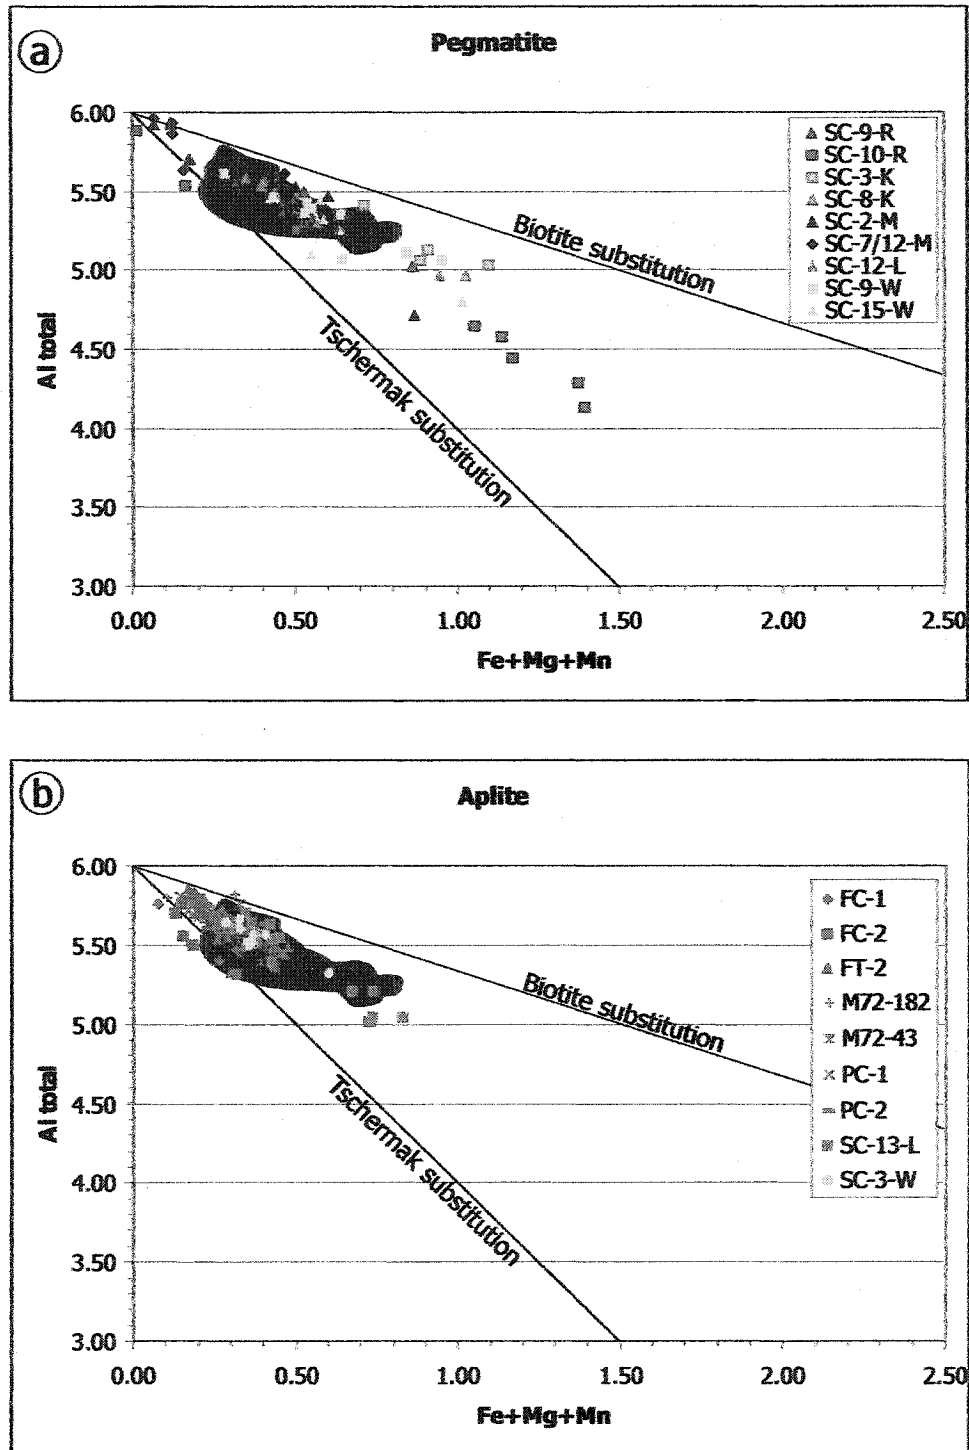 a
Pegmatite
6.00
5.50
5.00
4.50
4.00
3.50
3.00
Al total
0.00 0.50 1.00 1.50 2.00 2.50
Fe+Mg+Mn
Biotite substitution
Tschermak substitution
SC-9-R
SC-10-R
SC-3-K
SC-8-K
SC-2-M
SC-7/12-M
SC-12-L
SC-9-W
SC-15-W
b
Aplite
6.00
5.50
5.00
4.50
4.00
3.50
3.00
Al total
0.00 0.50 1.00 1.50 2.00 2.50
Fe+Mg+Mn
Biotite substitution
Tschermak substitution
FC-1
FC-2
FT-2
M72-182
M72-43
PC-1
PC-2
SC-13-L
SC-3-W